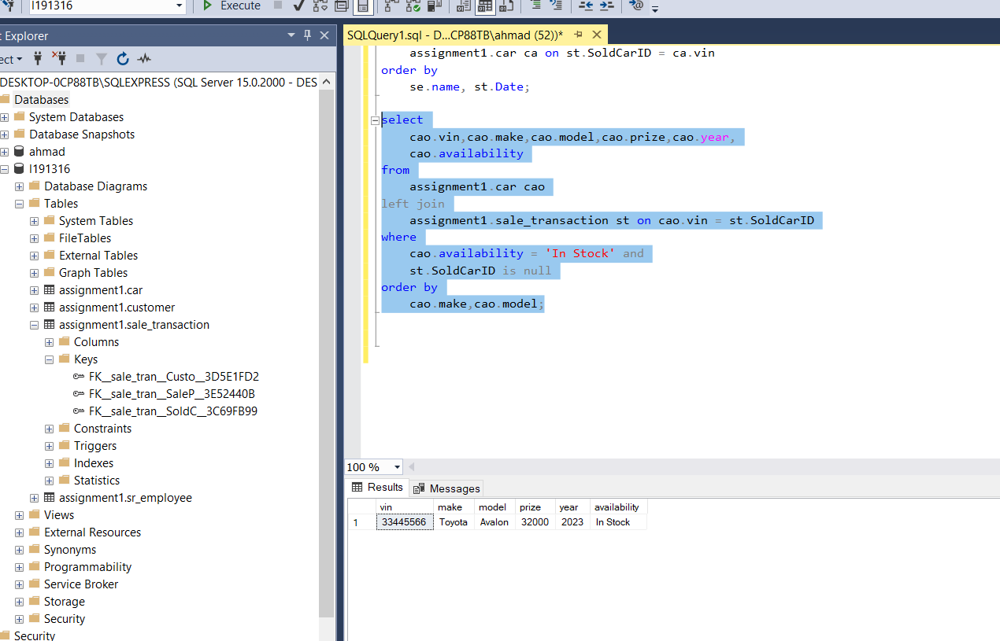 I191316 Execute
t Explorer
ect
DESKTOP-0CP88TB\SQLEXPRESS (SQL Server 15.0.2000 - DES
Databases
System Databases
Database Snapshots
ahmad
I191316
Database Diagrams
Tables
System Tables
FileTables
External Tables
Graph Tables
assignment1.car
assignment1.customer
assignment1.sale_transaction
Columns
Keys
FK__sale_tran__Custo__3D5E1FD2
FK__sale_tran__SaleP__3E52440B
FK__sale_tran__SoldC__3C69FB99
Constraints
Triggers
Indexes
Statistics
assignment1.sr_employee
Views
External Resources
Synonyms
Programmability
Service Broker
Storage
Security
Security
SQLQuery1.sql - D...CP88TB\ahmad (52))*
assignment1.car ca on st.SoldCarID = ca.vin
order by
se.name, st.Date;
select
cao.vin,cao.make,cao.model,cao.prize,cao.year,
cao.availability
from
assignment1.car cao
left join
assignment1.sale_transaction st on cao.vin = st.SoldCarID
where
cao.availability = 'In Stock' and
st.SoldCarID is null
order by
cao.make,cao.model;
100 %
Results Messages
vin make model prize year availability
1 33445566 Toyota Avalon 32000 2023 In Stock